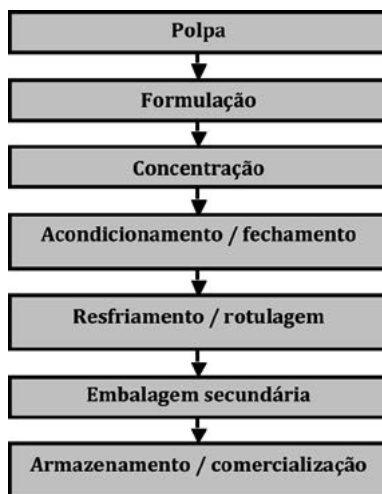 Polpa
Formulação
Concentração
Acondicionamento / fechamento
Resfriamento / rotulagem
Embalagem secundária
Armazenamento / comercialização